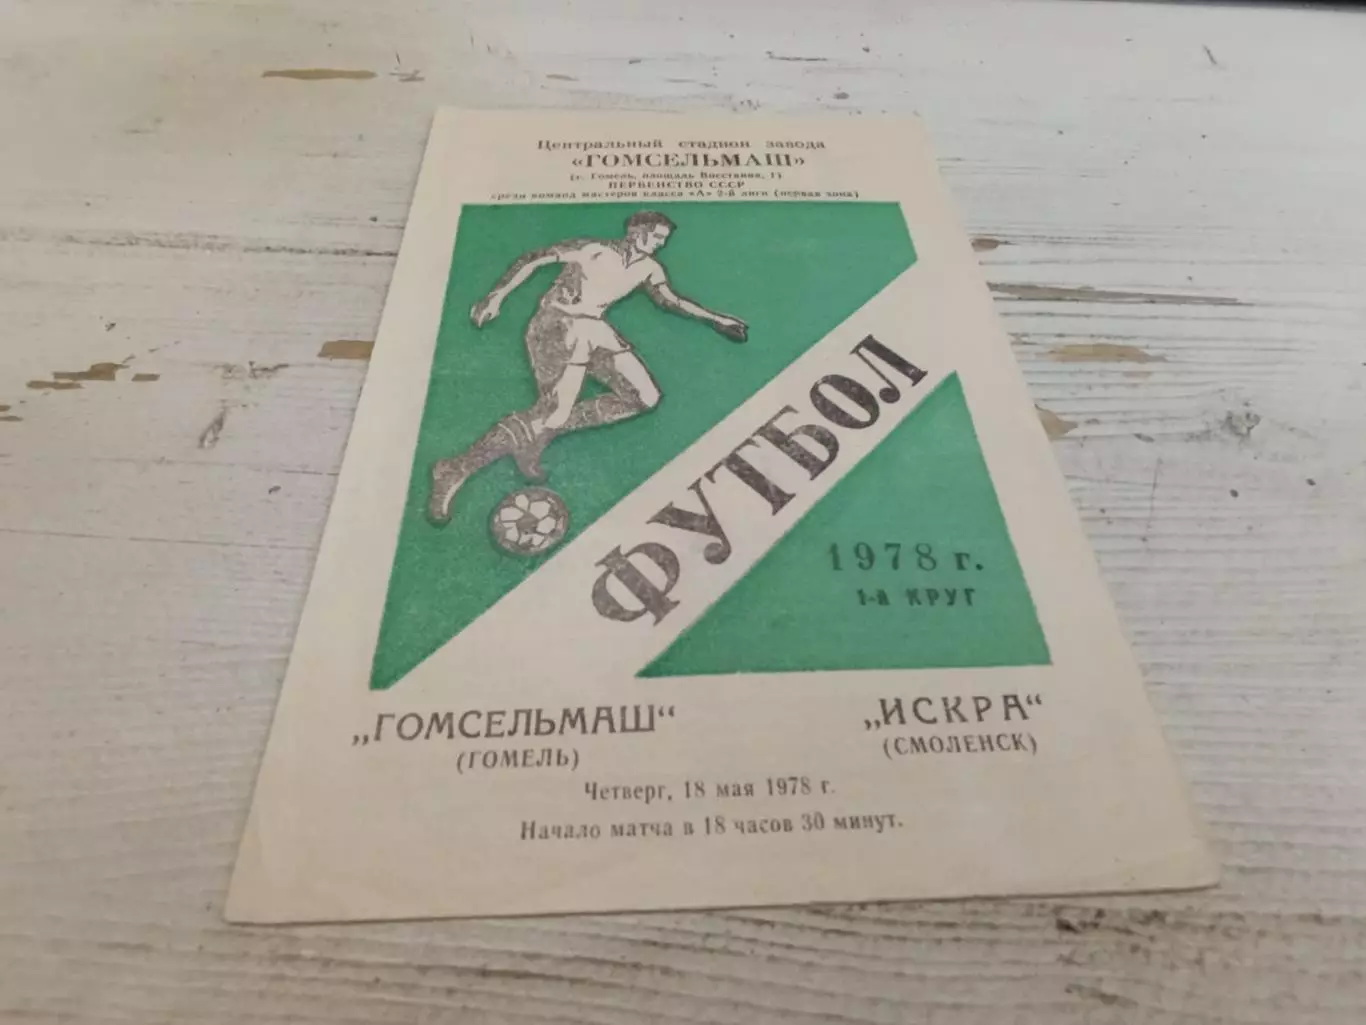 Центральный стадион завода
«ГОМСЕЛЬМАШ»
(г. Гомель, площадь Восстания, 1)
ПЕРВЕНСТВО СССР
среди команд мастеров класса «А» 2-й лиги (первая зона)
ФУТБОЛ
1978 г.
1-й КРУГ
„ГОМСЕЛЬМАШ“
(ГОМЕЛЬ)
„ИСКРА“
(СМОЛЕНСК)
Четверг, 18 мая 1978 г.
Начало матча в 18 часов 30 минут.